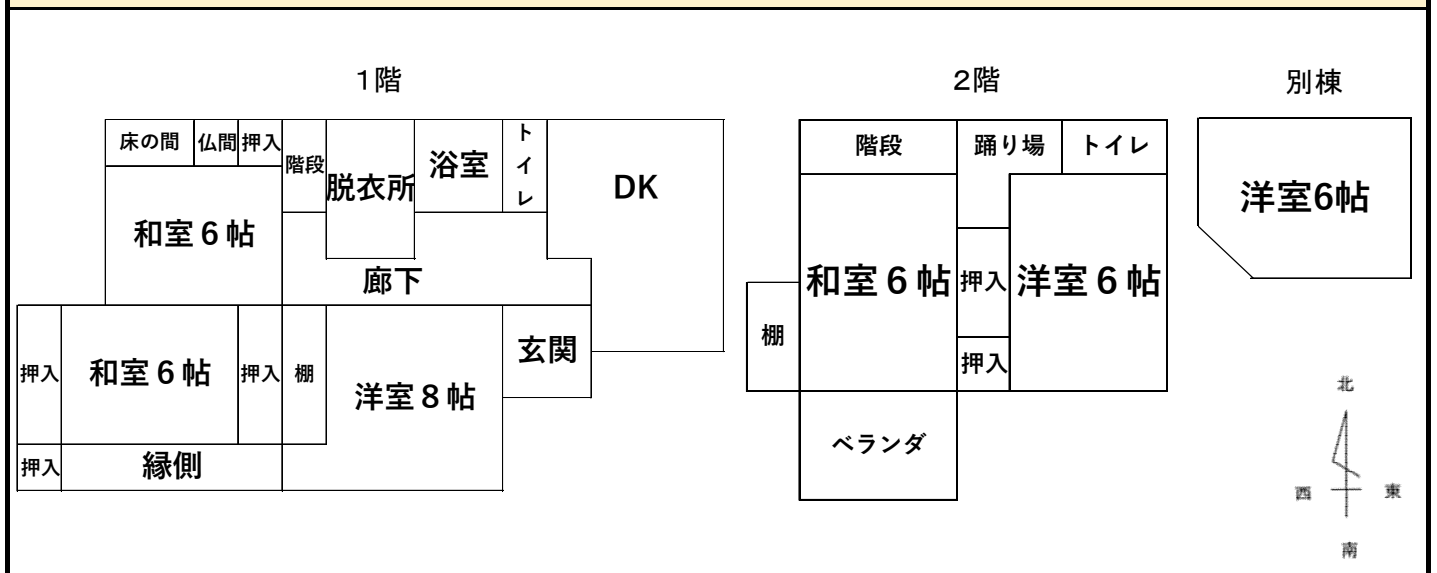 1階
2階
別棟
床の間
仏間
押入
階段
脱衣所
浴室
トイレ
DK
和室6帖
廊下
押入
和室6帖
押入
棚
洋室8帖
玄関
押入
縁側
階段
踊り場
トイレ
和室6帖
押入
洋室6帖
棚
押入
ベランダ
洋室6帖
北
西
東
南